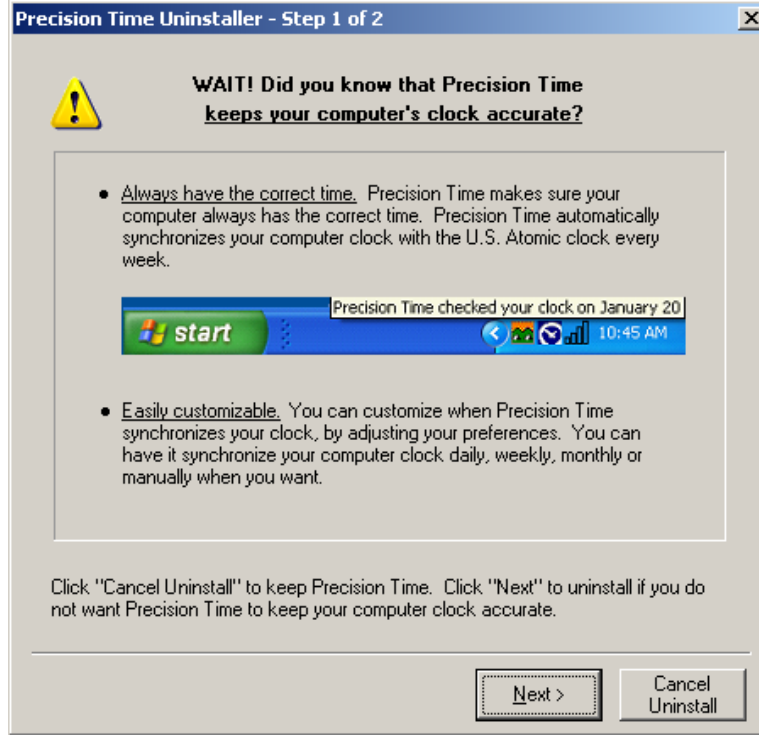 Precision Time Uninstaller - Step 1 of 2
WAIT! Did you know that Precision Time
keeps your computer's clock accurate?
● Always have the correct time.  Precision Time makes sure your
computer always has the correct time.  Precision Time automatically
synchronizes your computer clock with the U.S. Atomic clock every
week.
Precision Time checked your clock on January 20
start
10:45 AM
● Easily customizable.  You can customize when Precision Time
synchronizes your clock, by adjusting your preferences.  You can
have it synchronize your computer clock daily, weekly, monthly or
manually when you want.
Click "Cancel Uninstall" to keep Precision Time.  Click "Next" to uninstall if you do
not want Precision Time to keep your computer clock accurate.
Next >
Cancel
Uninstall